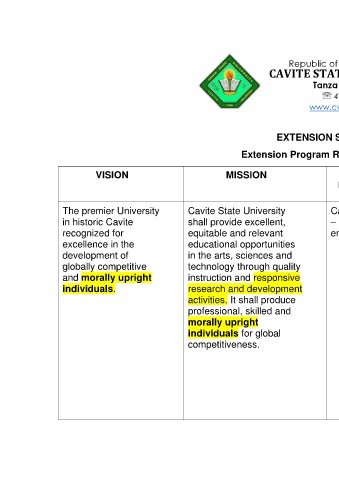 Republic of
CAVITE STAT
Tanza
☏ 4
www.cv
EXTENSION S
Extension Program R
VISION
The premier University
in historic Cavite
recognized for
excellence in the
development of
globally competitive
and morally upright
individuals.
MISSION
Cavite State University
shall provide excellent,
equitable and relevant
educational opportunities
in the arts, sciences and
technology through quality
instruction and responsive
research and development
activities. It shall produce
professional, skilled and
morally upright
individuals for global
competitiveness.
Ca
–
en